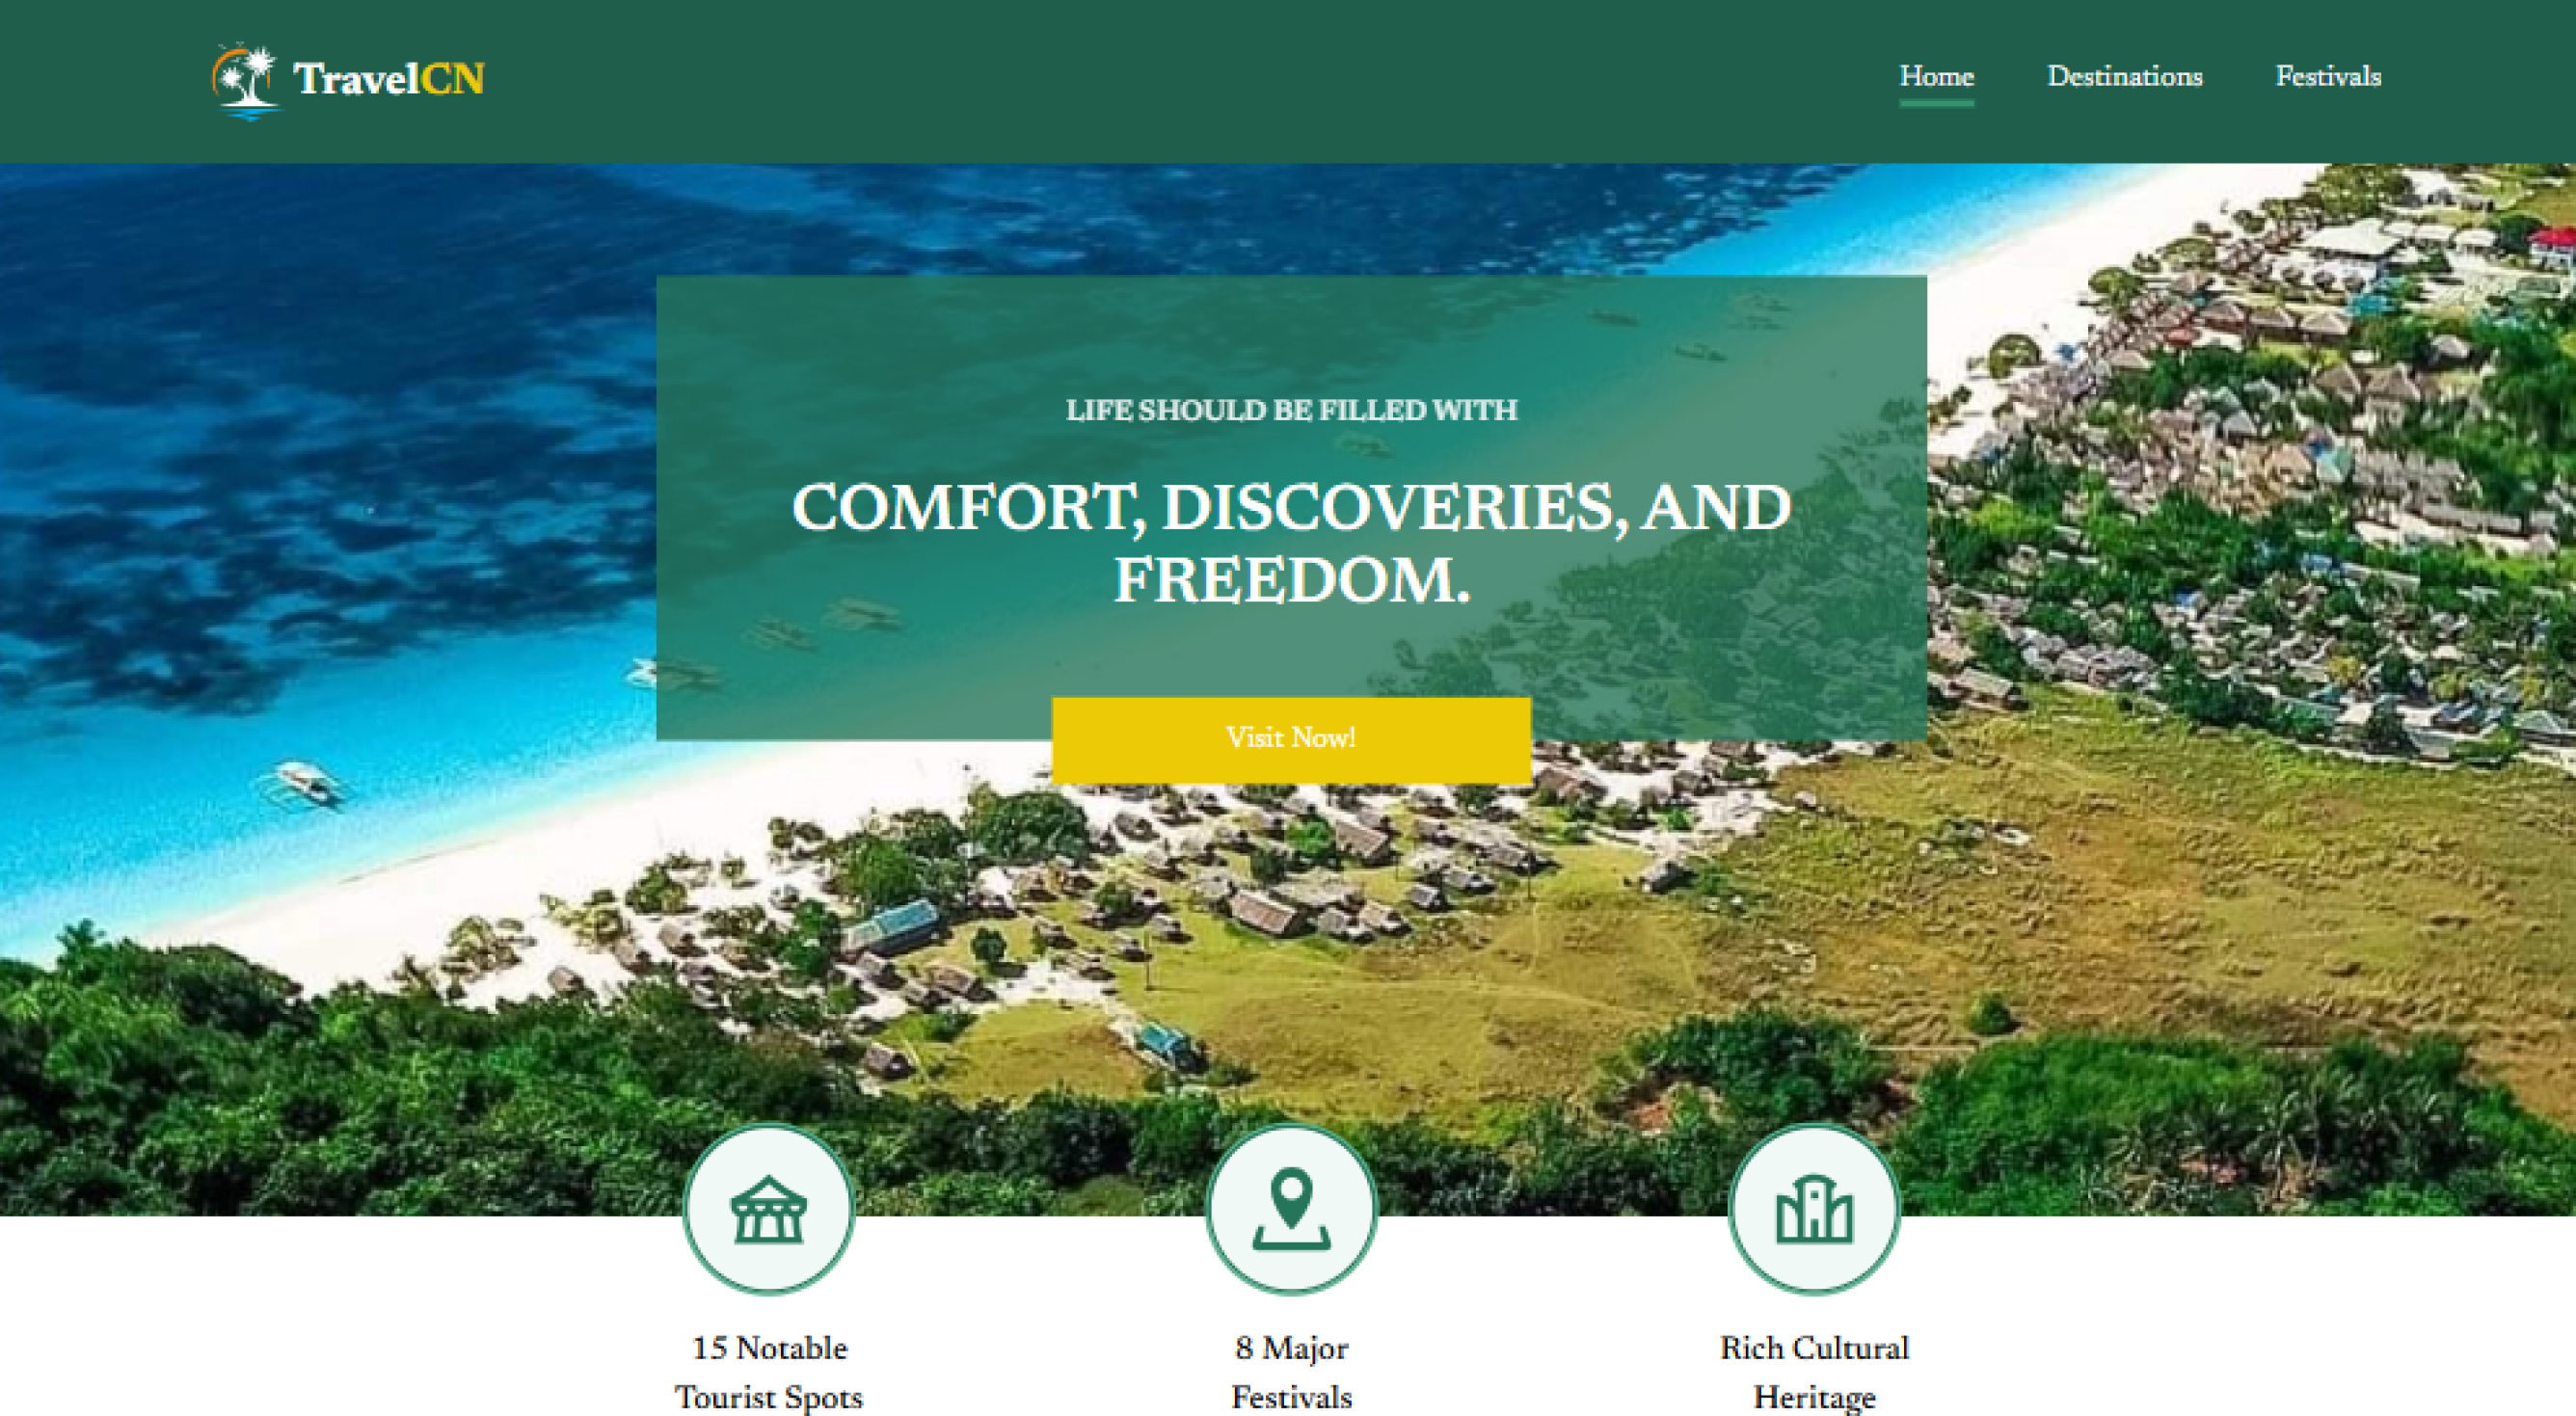 TravelCN
Home
Destinations
Festivals
LIFE SHOULD BE FILLED WITH
COMFORT, DISCOVERIES, AND
FREEDOM.
Visit Now!
15 Notable
Tourist Spots
8 Major
Festivals
Rich Cultural
Heritage